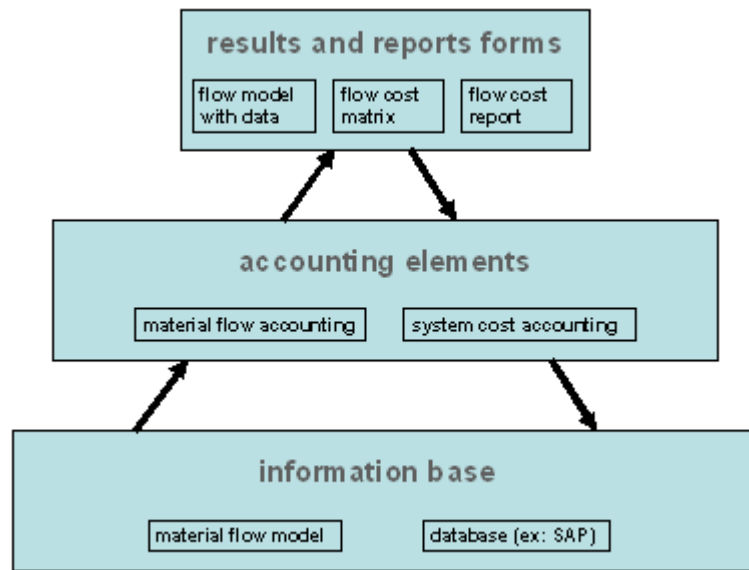 results and reports forms
flow model
with data
flow cost
matrix
flow cost
report
accounting elements
material flow accounting
system cost accounting
information base
material flow model
database (ex: SAP)